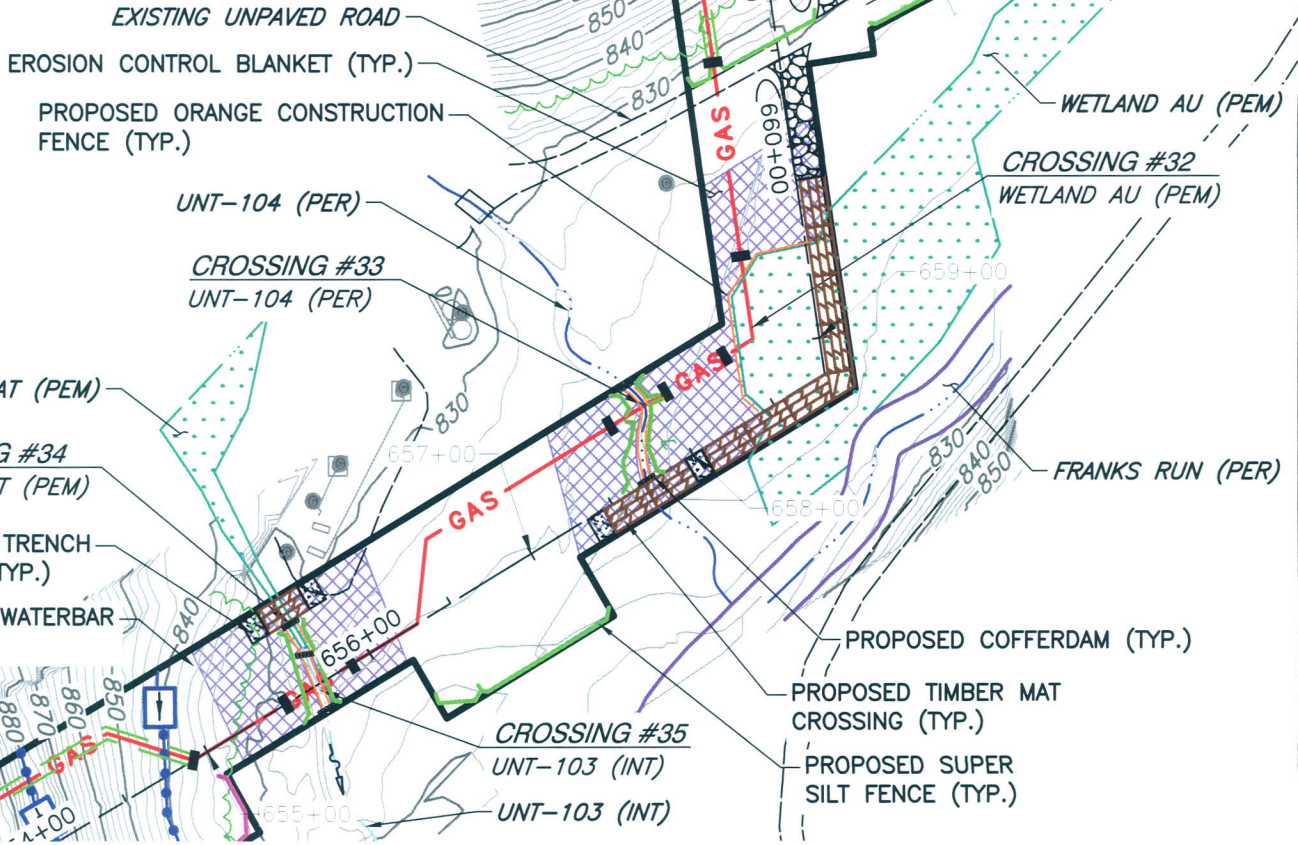 EXISTING UNPAVED ROAD
EROSION CONTROL BLANKET (TYP.)
PROPOSED ORANGE CONSTRUCTION
FENCE (TYP.)
UNT-104 (PER)
CROSSING #33
UNT-104 (PER)
AT (PEM)
G #34
T (PEM)
TRENCH
TYP.)
WATERBAR
850
840
830
GAS
660+00
WETLAND AU (PEM)
CROSSING #32
WETLAND AU (PEM)
659+00
GAS
830
657+00
GAS
658+00
830
840
850
FRANKS RUN (PER)
840
656+00
GAS
850
860
870
880
GAS
4+00
655+00
PROPOSED COFFERDAM (TYP.)
PROPOSED TIMBER MAT
CROSSING (TYP.)
PROPOSED SUPER
SILT FENCE (TYP.)
CROSSING #35
UNT-103 (INT)
UNT-103 (INT)